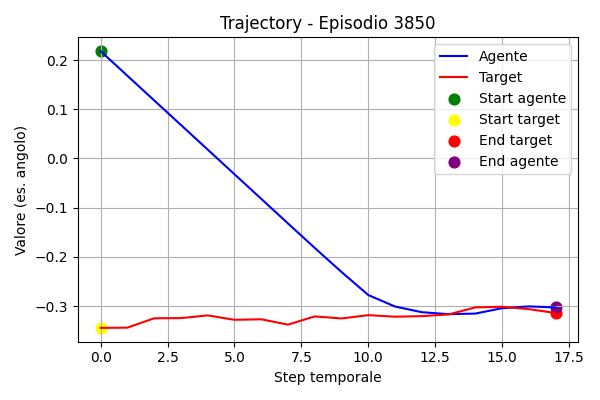 Trajectory - Episodio 3850
Valore (es. angolo)
0.2
0.1
0.0
−0.1
−0.2
−0.3
Agente
Target
Start agente
Start target
End target
End agente
0.0 2.5 5.0 7.5 10.0 12.5 15.0 17.5
Step temporale